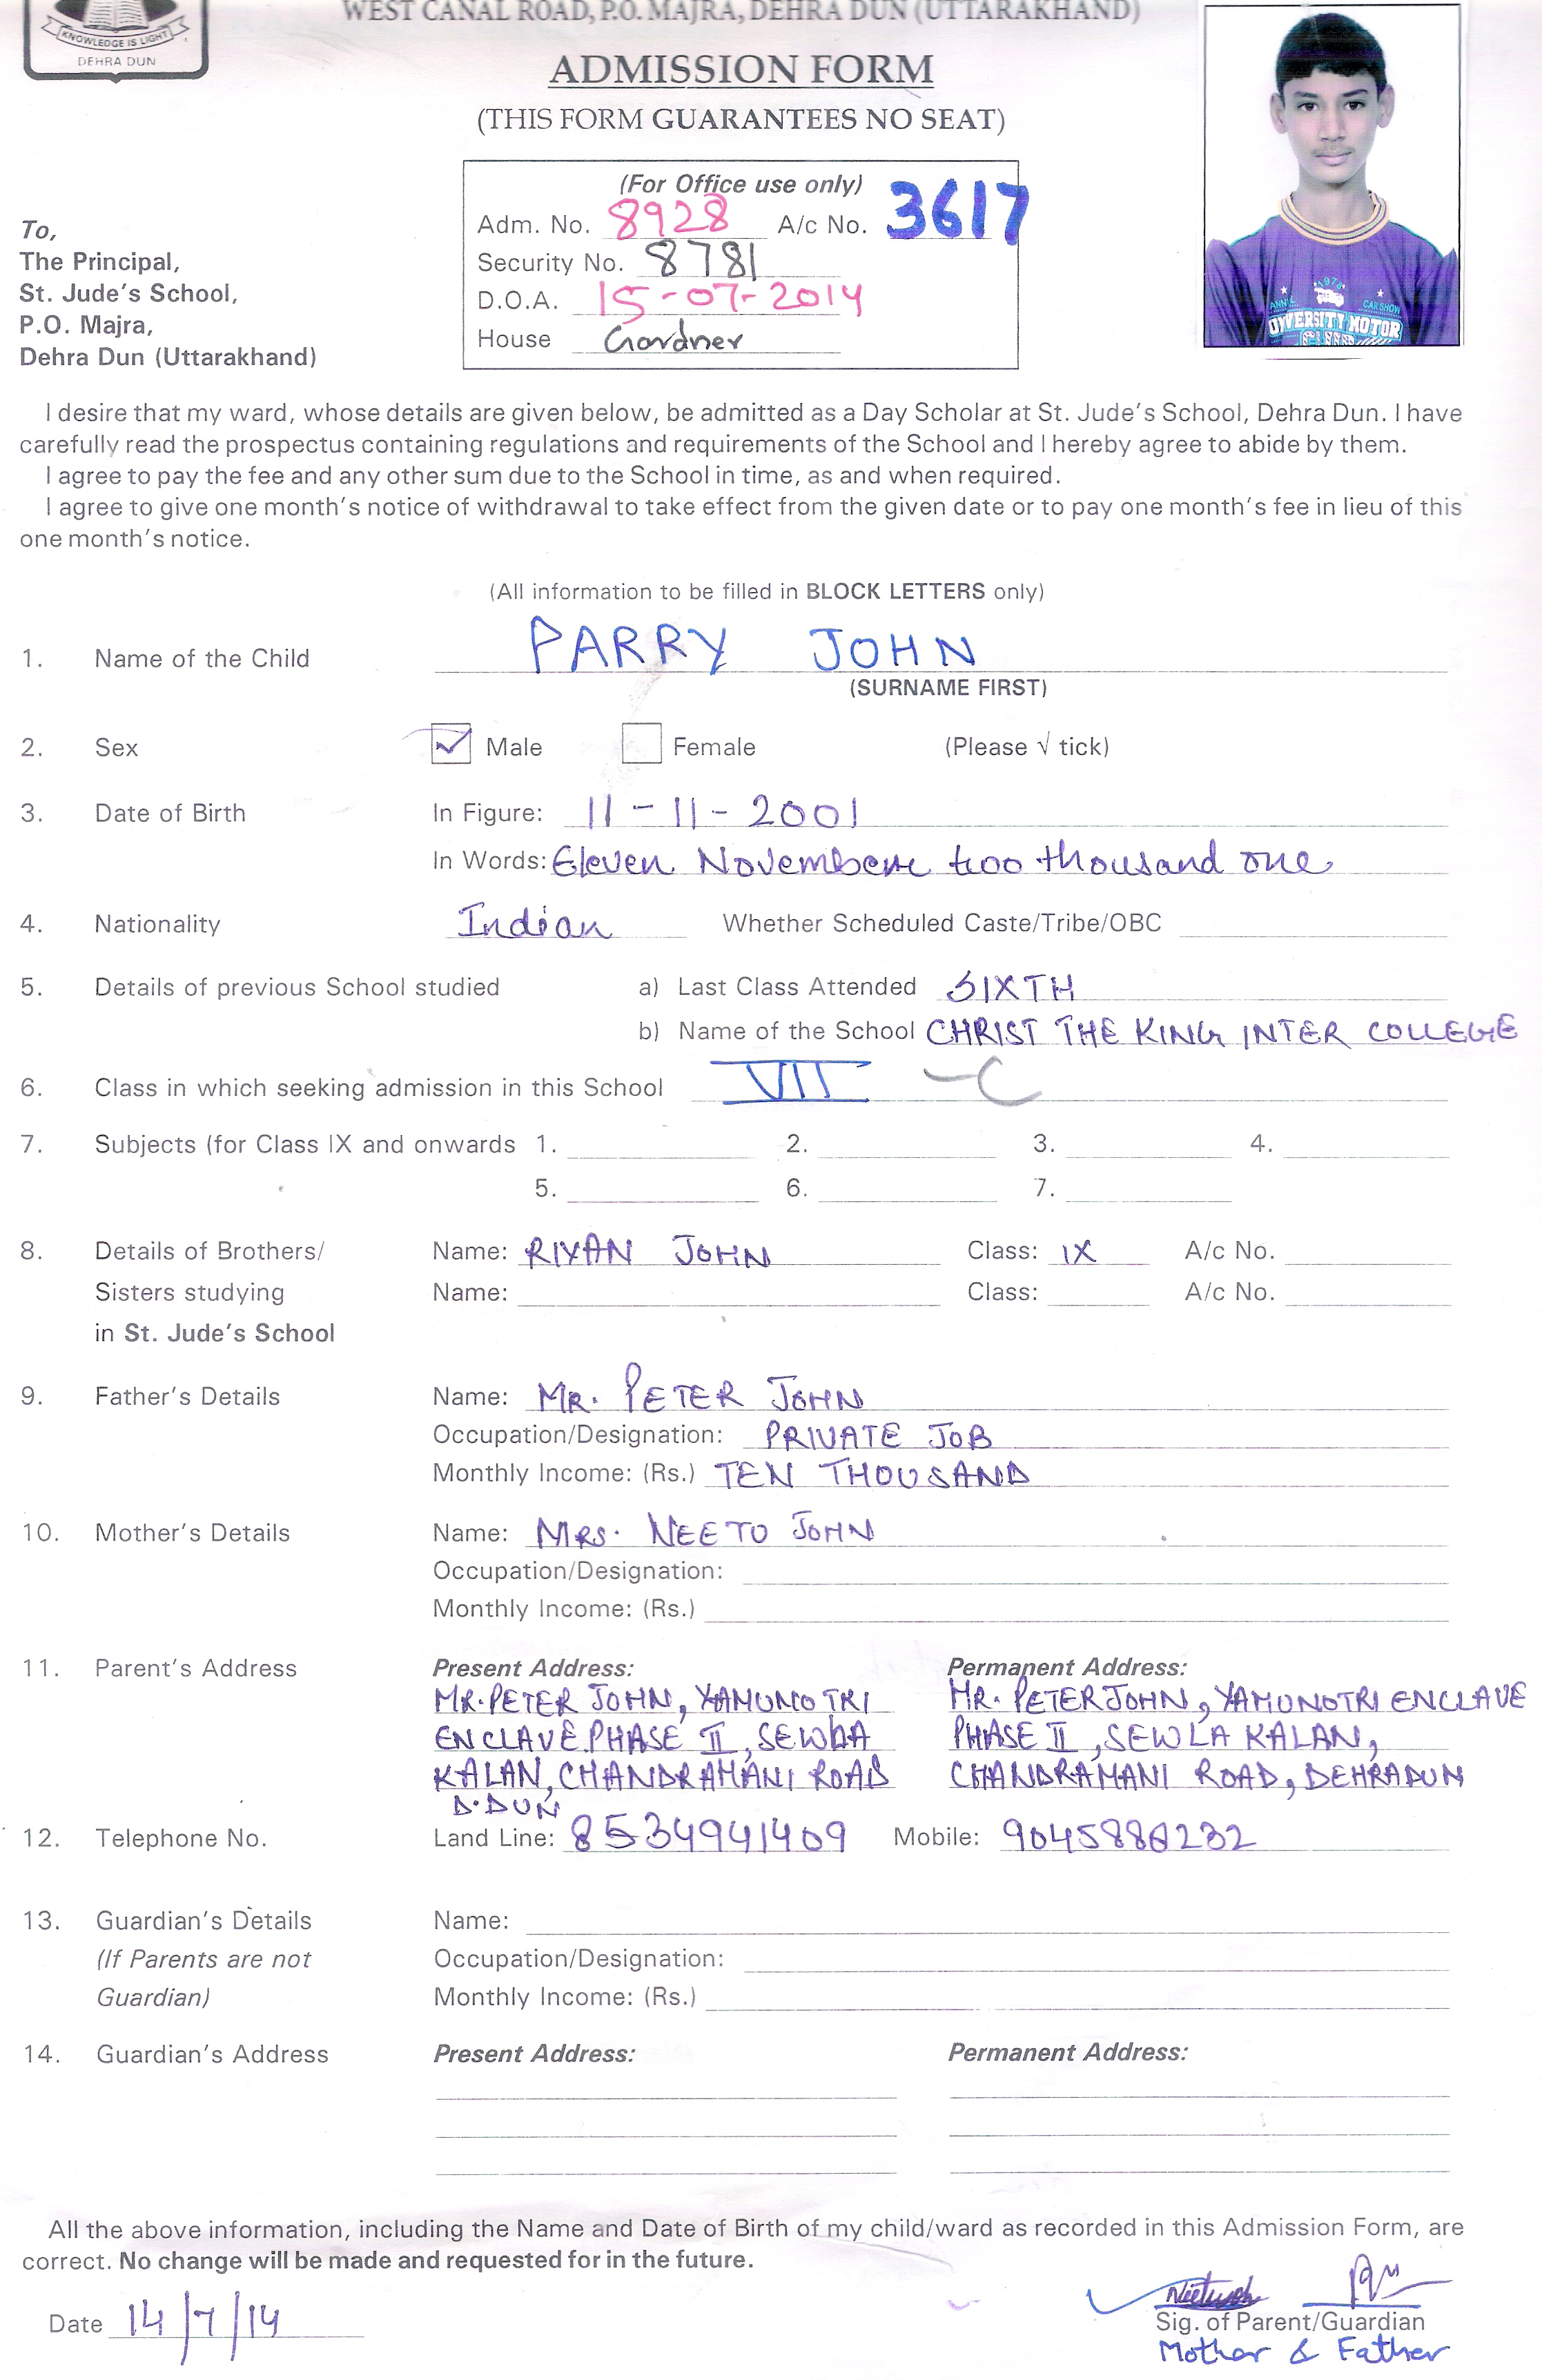 WEST CANAL ROAD, P.O. MAJRA, DEHRA DUN (UTTARAKHAND)
KNOWLEDGE IS LIGHT
DEHRA DUN
ADMISSION FORM
(THIS FORM GUARANTEES NO SEAT)
(For Office use only)
Adm. No. 8928 A/c No. 3617
Security No. 8781
D.O.A. 15-07-2014
House Gardner
To,
The Principal,
St. Jude's School,
P.O. Majra,
Dehra Dun (Uttarakhand)
1976
ANN'L CAR SHOW
DIVERSITY MOTOR
I desire that my ward, whose details are given below, be admitted as a Day Scholar at St. Jude's School, Dehra Dun. I have
carefully read the prospectus containing regulations and requirements of the School and I hereby agree to abide by them.
I agree to pay the fee and any other sum due to the School in time, as and when required.
I agree to give one month's notice of withdrawal to take effect from the given date or to pay one month's fee in lieu of this
one month's notice.
(All information to be filled in BLOCK LETTERS only)
1. Name of the Child PARRY JOHN
(SURNAME FIRST)
2. Sex Male Female (Please √ tick)
3. Date of Birth In Figure: 11-11-2001
In Words: Eleven Novembere two thousand one
4. Nationality Indian Whether Scheduled Caste/Tribe/OBC
5. Details of previous School studied a) Last Class Attended SIXTH
b) Name of the School CHRIST THE KING INTER COLLEGE
6. Class in which seeking admission in this School VII -C
7. Subjects (for Class IX and onwards 1. 2. 3. 4.
5. 6. 7.
8. Details of Brothers/ Name: RIYAN JOHN Class: IX A/c No.
Sisters studying Name: Class: A/c No.
in St. Jude's School
9. Father's Details Name: MR. PETER JOHN
Occupation/Designation: PRIVATE JOB
Monthly Income: (Rs.) TEN THOUSAND
10. Mother's Details Name: MRS. NEETU JOHN
Occupation/Designation:
Monthly Income: (Rs.)
11. Parent's Address Present Address: Permanent Address:
MR. PETER JOHN, YAMUNOTRI MR. PETER JOHN, YAMUNOTRI ENCLAVE
ENCLAVE PHASE II, SEWLA PHASE II, SEWLA KALAN,
KALAN, CHANDRAMANI ROAD CHANDRAMANI ROAD, DEHRADUN
D.DUN
12. Telephone No. Land Line: 8534941409 Mobile: 9045888232
13. Guardian's Details Name:
(If Parents are not Occupation/Designation:
Guardian) Monthly Income: (Rs.)
14. Guardian's Address Present Address: Permanent Address:
All the above information, including the Name and Date of Birth of my child/ward as recorded in this Admission Form, are
correct. No change will be made and requested for in the future.
Date 14/7/14
Sig. of Parent/Guardian
Mother & Father